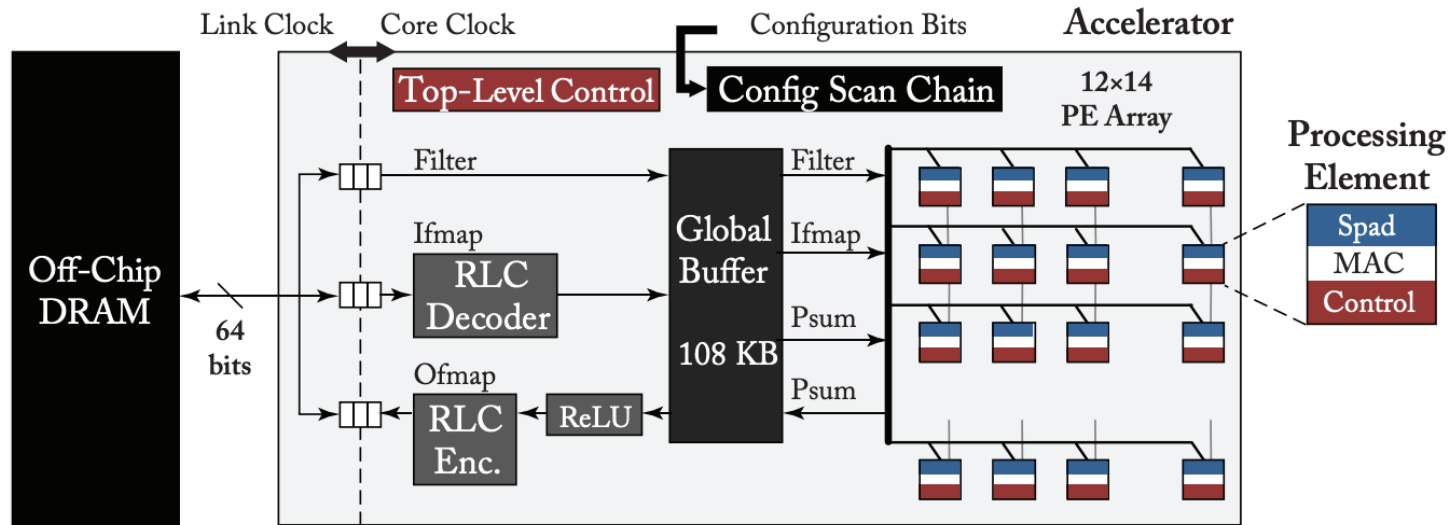 Link Clock
Core Clock
Configuration Bits
Accelerator
Top-Level Control
Config Scan Chain
12×14
PE Array
Off-Chip
DRAM
64
bits
Filter
Ifmap
RLC
Decoder
Ofmap
RLC
Enc.
ReLU
Global
Buffer
108 KB
Filter
Ifmap
Psum
Psum
Processing
Element
Spad
MAC
Control